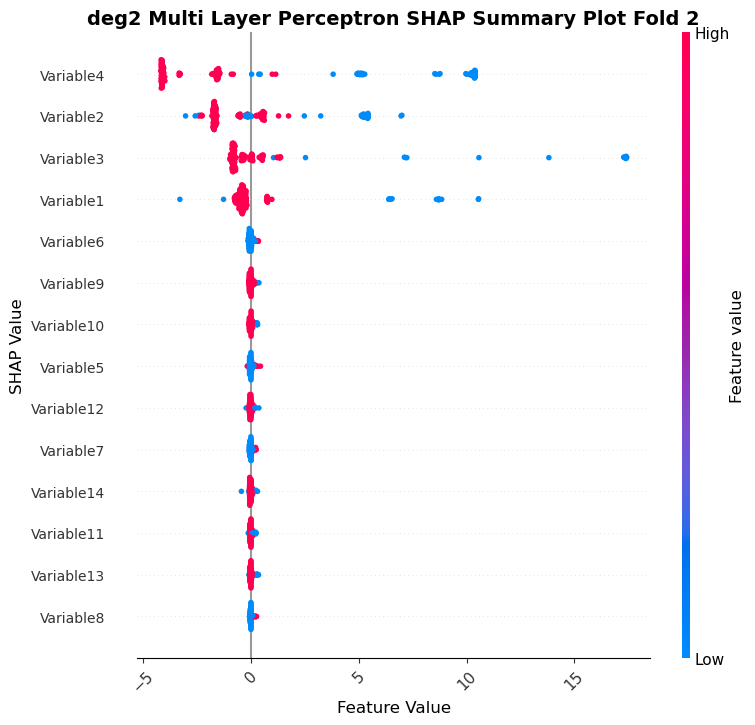 deg2 Multi Layer Perceptron SHAP Summary Plot Fold 2
High
Variable4
Variable2
Variable3
Variable1
Variable6
Variable9
Variable10
Variable5
Variable12
Variable7
Variable14
Variable11
Variable13
Variable8
SHAP Value
Feature value
Low
−5
0
5
10
15
Feature Value